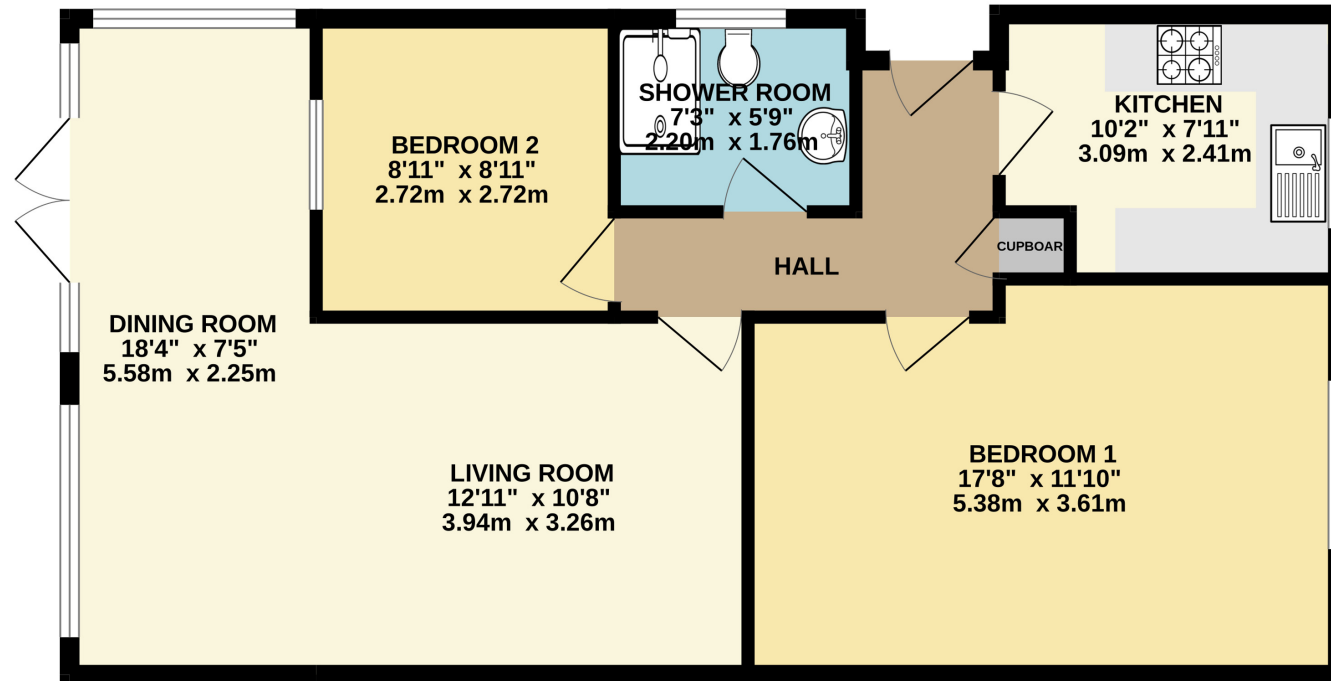 BEDROOM 2
8'11" x 8'11"
2.72m x 2.72m
SHOWER ROOM
7'3" x 5'9"
2.20m x 1.76m
KITCHEN
10'2" x 7'11"
3.09m x 2.41m
CUPBOAR
HALL
DINING ROOM
18'4" x 7'5"
5.58m x 2.25m
LIVING ROOM
12'11" x 10'8"
3.94m x 3.26m
BEDROOM 1
17'8" x 11'10"
5.38m x 3.61m